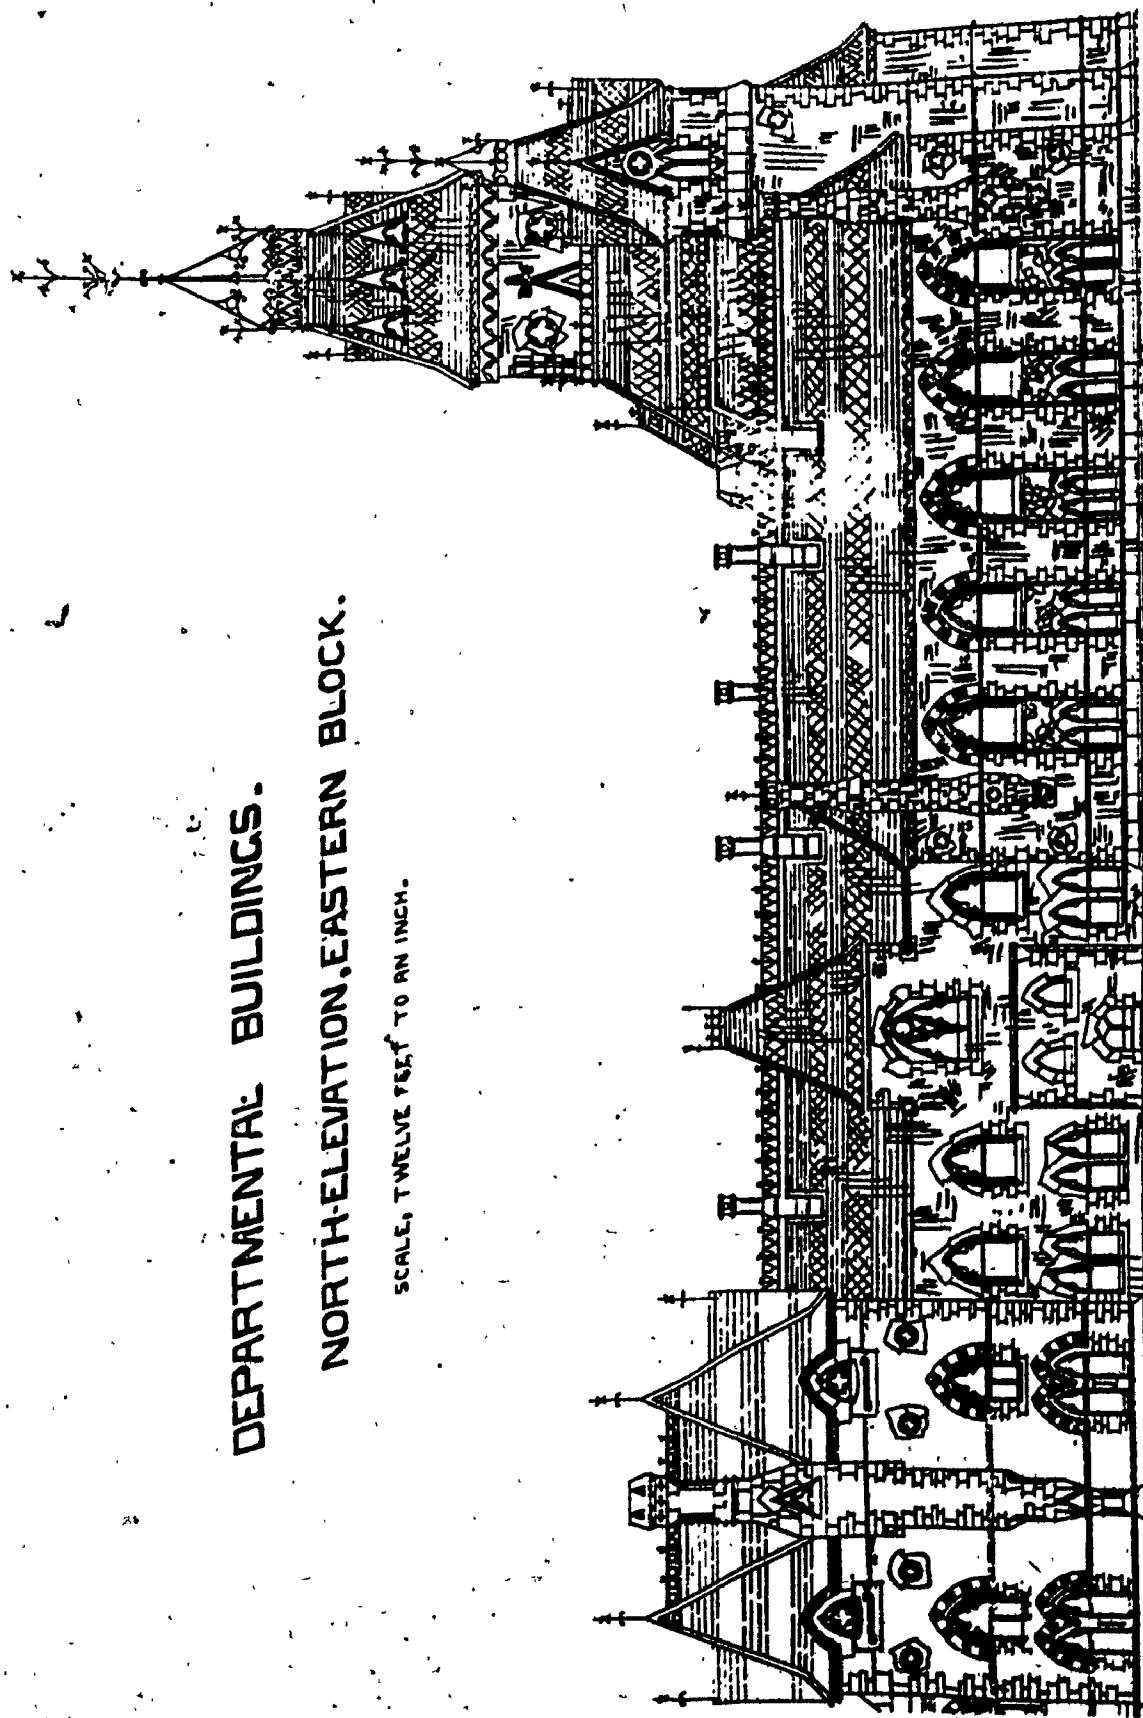 DEPARTMENTAL BUILDINGS.
NORTH-ELEVATION. EASTERN BLOCK.
SCALE, TWELVE FEET TO AN INCH.